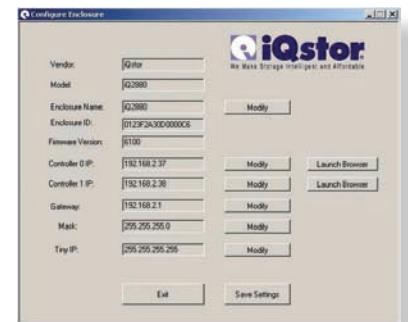 Configure Enclosure
iQstor
We Make Storage Intelligent and Affordable
Vendor: iQstor
Model: iQ2880
Enclosure Name: iQ2880 Modify
Enclosure ID: 0123F2A30D0000C6
Firmware Version: 6100
Controller 0 IP: 192.168.2.37 Modify Launch Browser
Controller 1 IP: 192.168.2.38 Modify Launch Browser
Gateway: 192.168.2.1 Modify
Mask: 255.255.255.0 Modify
Tiny IP: 255.255.255.255 Modify
Exit Save Settings